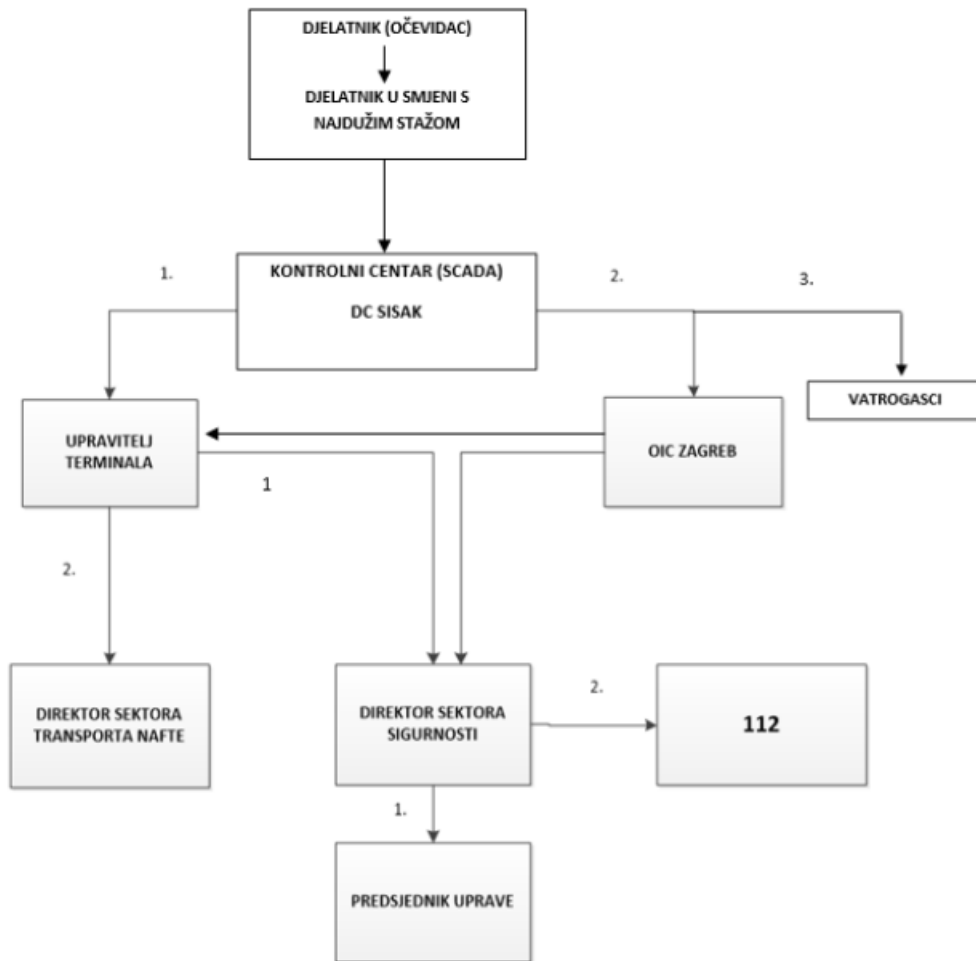 DJELATNIK (OČEVIDAC)
DJELATNIK U SMJENI S
NAJDUŽIM STAŽOM
1.
KONTROLNI CENTAR (SCADA)
DC SISAK
2.
3.
VATROGASCI
UPRAVITELJ
TERMINALA
OIC ZAGREB
1
2.
DIREKTOR SEKTORA
TRANSPORTA NAFTE
DIREKTOR SEKTORA
SIGURNOSTI
2.
112
1.
PREDSJEDNIK UPRAVE